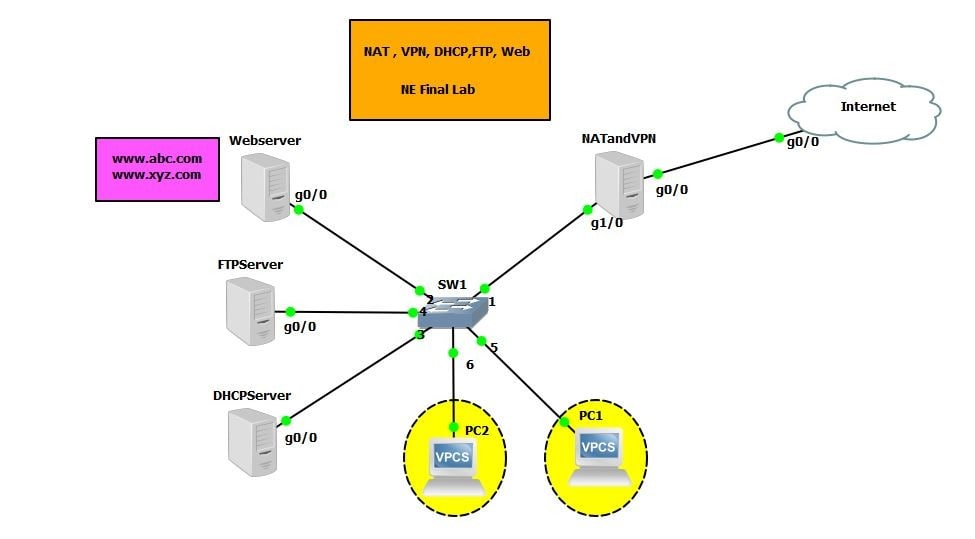 NAT , VPN, DHCP,FTP, Web
NE Final Lab
Internet
g0/0
NATandVPN
g0/0
g1/0
Webserver
www.abc.com
www.xyz.com
g0/0
FTPServer
g0/0
SW1
2
1
4
3
5
6
DHCPServer
g0/0
PC2
VPCS
PC1
VPCS